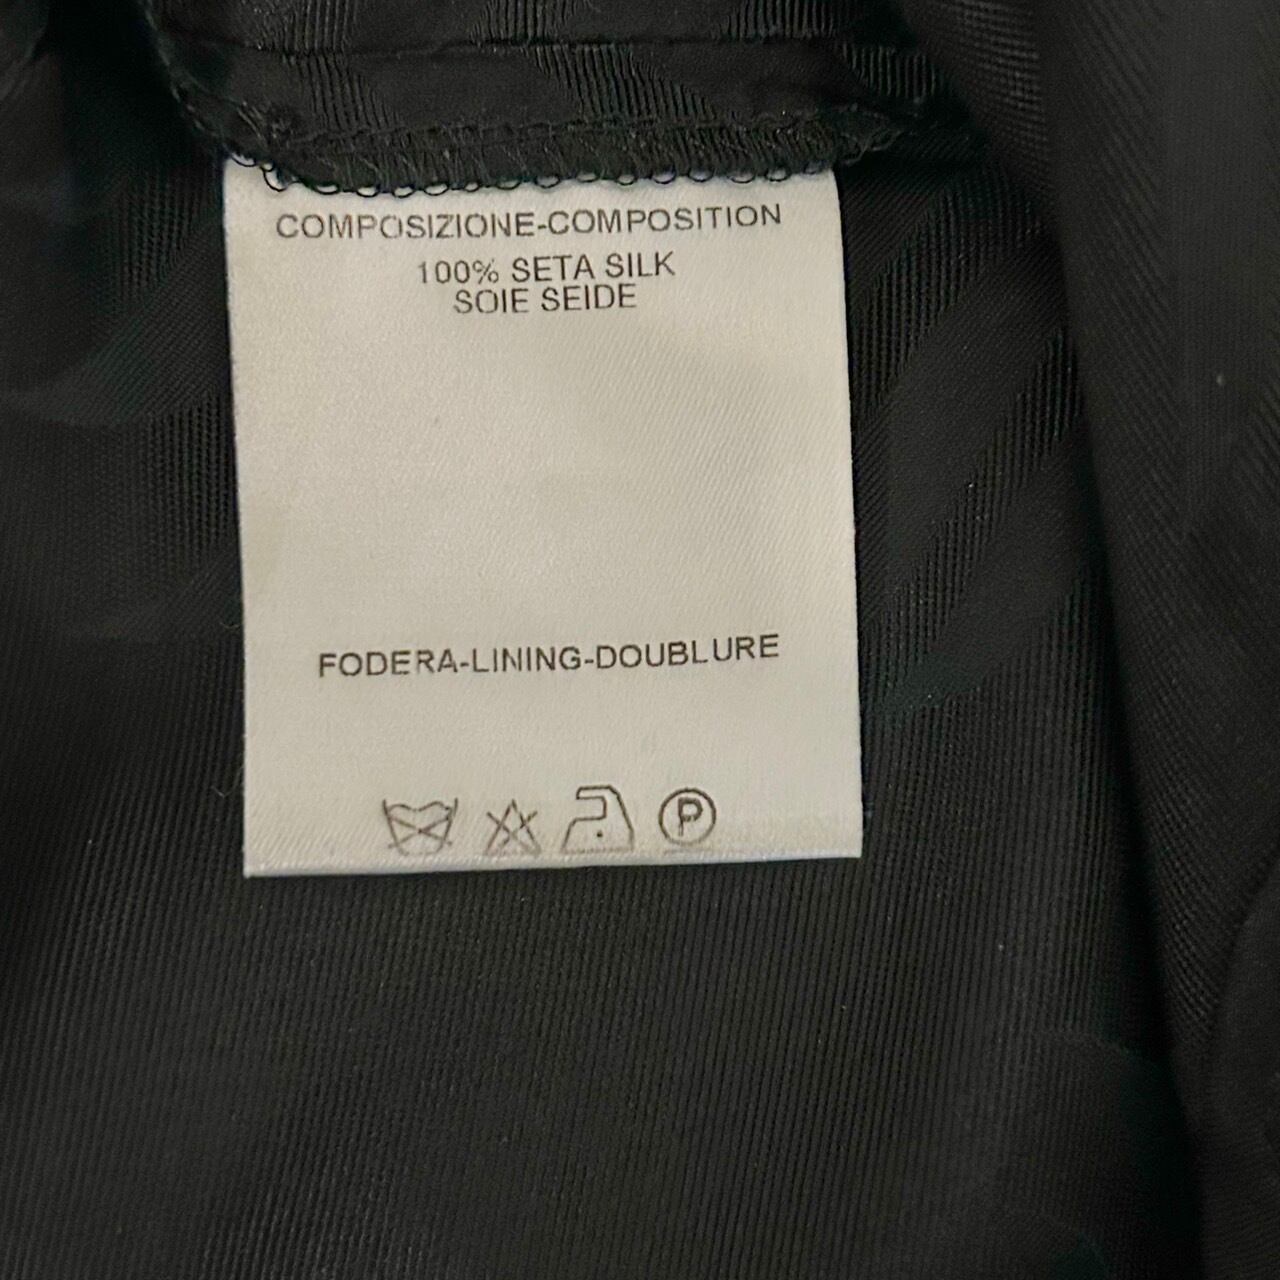 COMPOSIZIONE-COMPOSITION
100% SETA SILK
SOIE SEIDE
FODERA-LINING-DOUBLURE
P